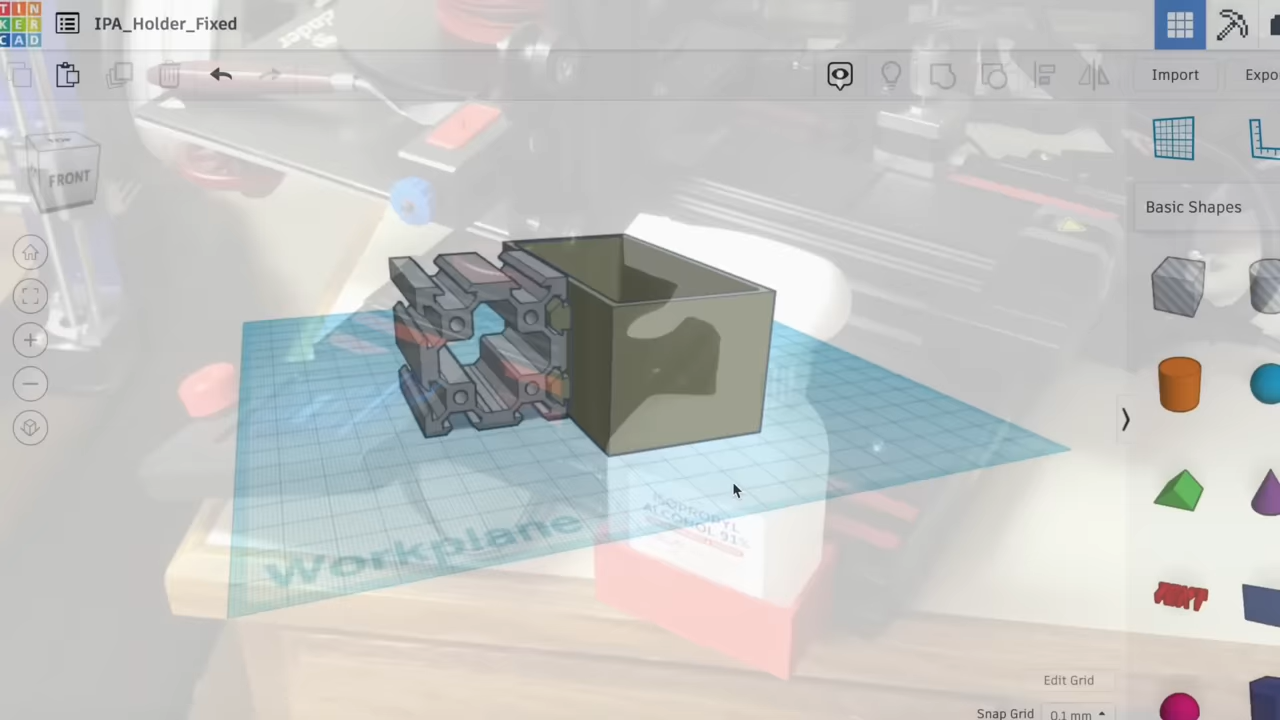 TIN
KER
CAD
IPA_Holder_Fixed
Import
Expo
FRONT
Basic Shapes
Workplane
ISOPROPYL
ALCOHOL 91%
TEXT
Edit Grid
Snap Grid
0.1 mm